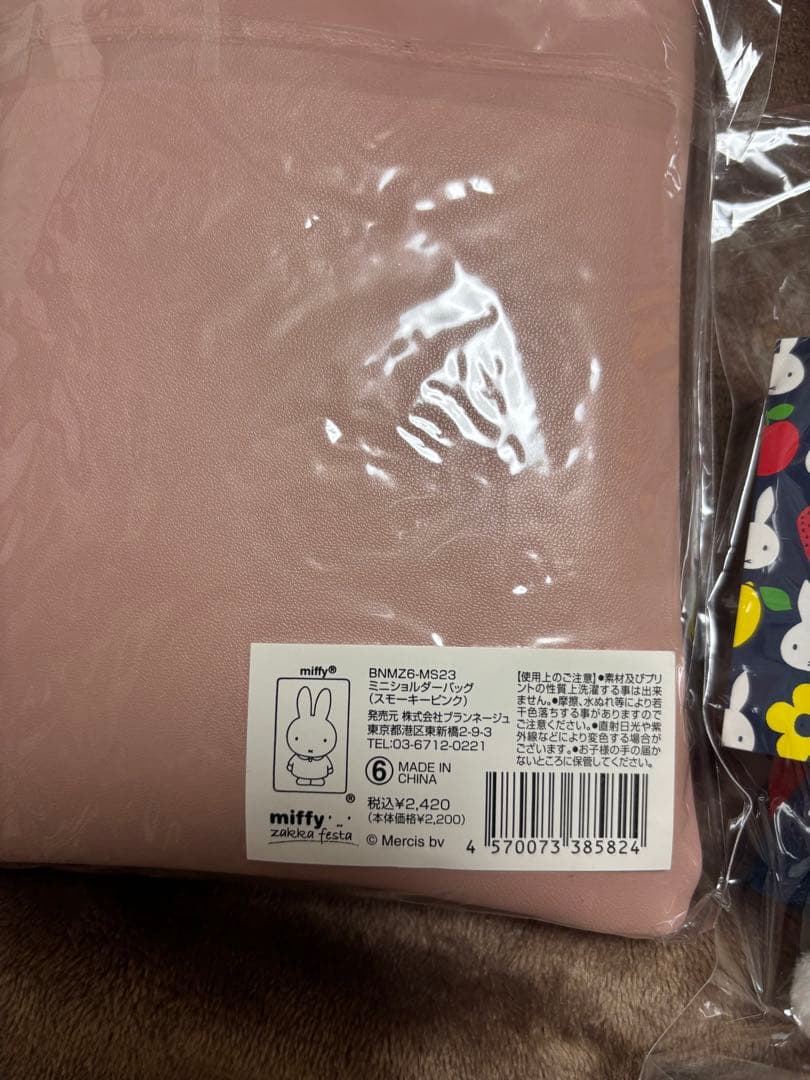 miffy®
®
miffy
zakka festa
BNMZ6-MS23
ミニショルダーバッグ
(スモーキーピンク)
発売元 株式会社ブランネージュ
東京都港区東新橋2-9-3
TEL:03-6712-0221
6 MADE IN
CHINA
税込¥2,420
(本体価格¥2,200)
© Mercis bv
【使用上のご注意】●素材及びプリ
ントの性質上洗濯する事は出来
ません。●摩擦、水ぬれ等により若
干色落ちする事がありますので
ご注意ください。●直射日光や紫
外線などにより変色する場合が
ございます。●お子様の手の届か
ないところに保管してください。
4 570073 385824